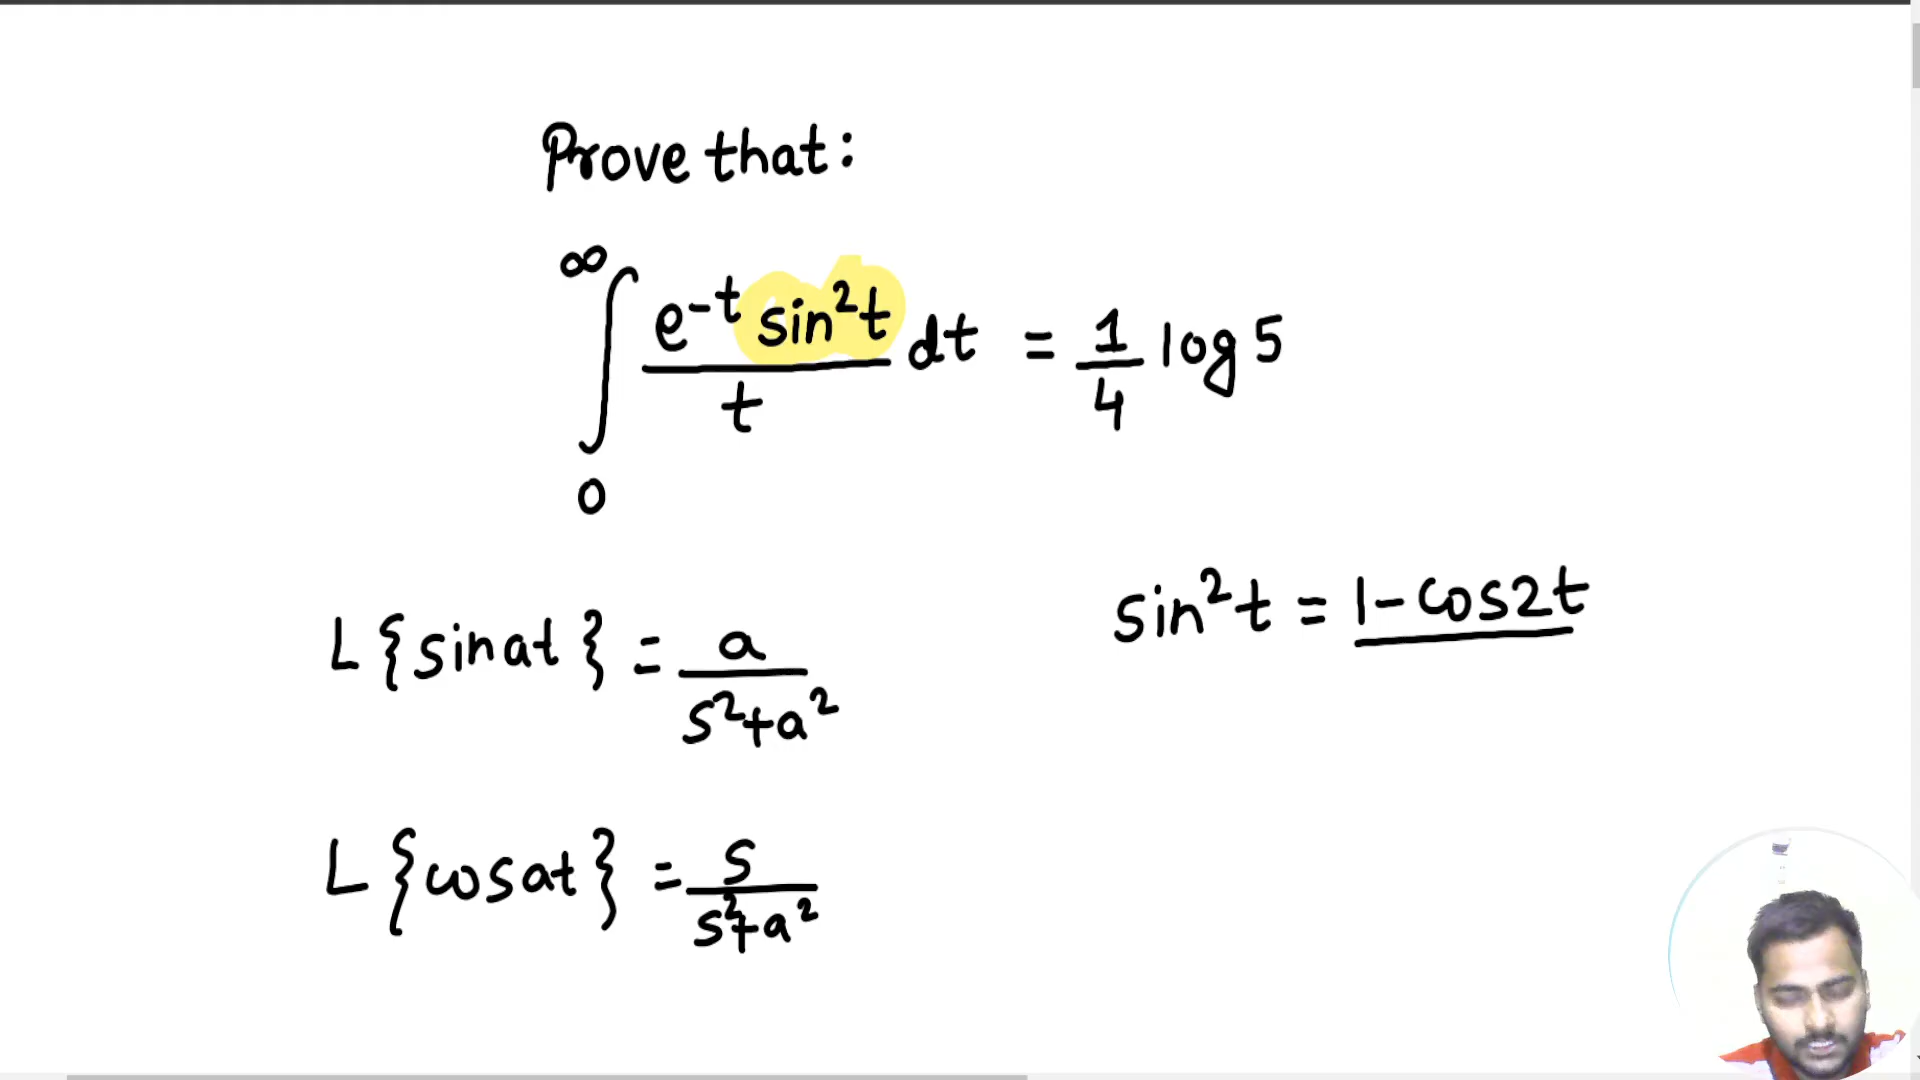 Prove that:
∫₀^∞ (e^-t sin²t)/t dt = 1/4 log 5
sin²t = 1-cos2t
L{sinat} = a/(s²+a²)
L{cosat} = s/(s²+a²)